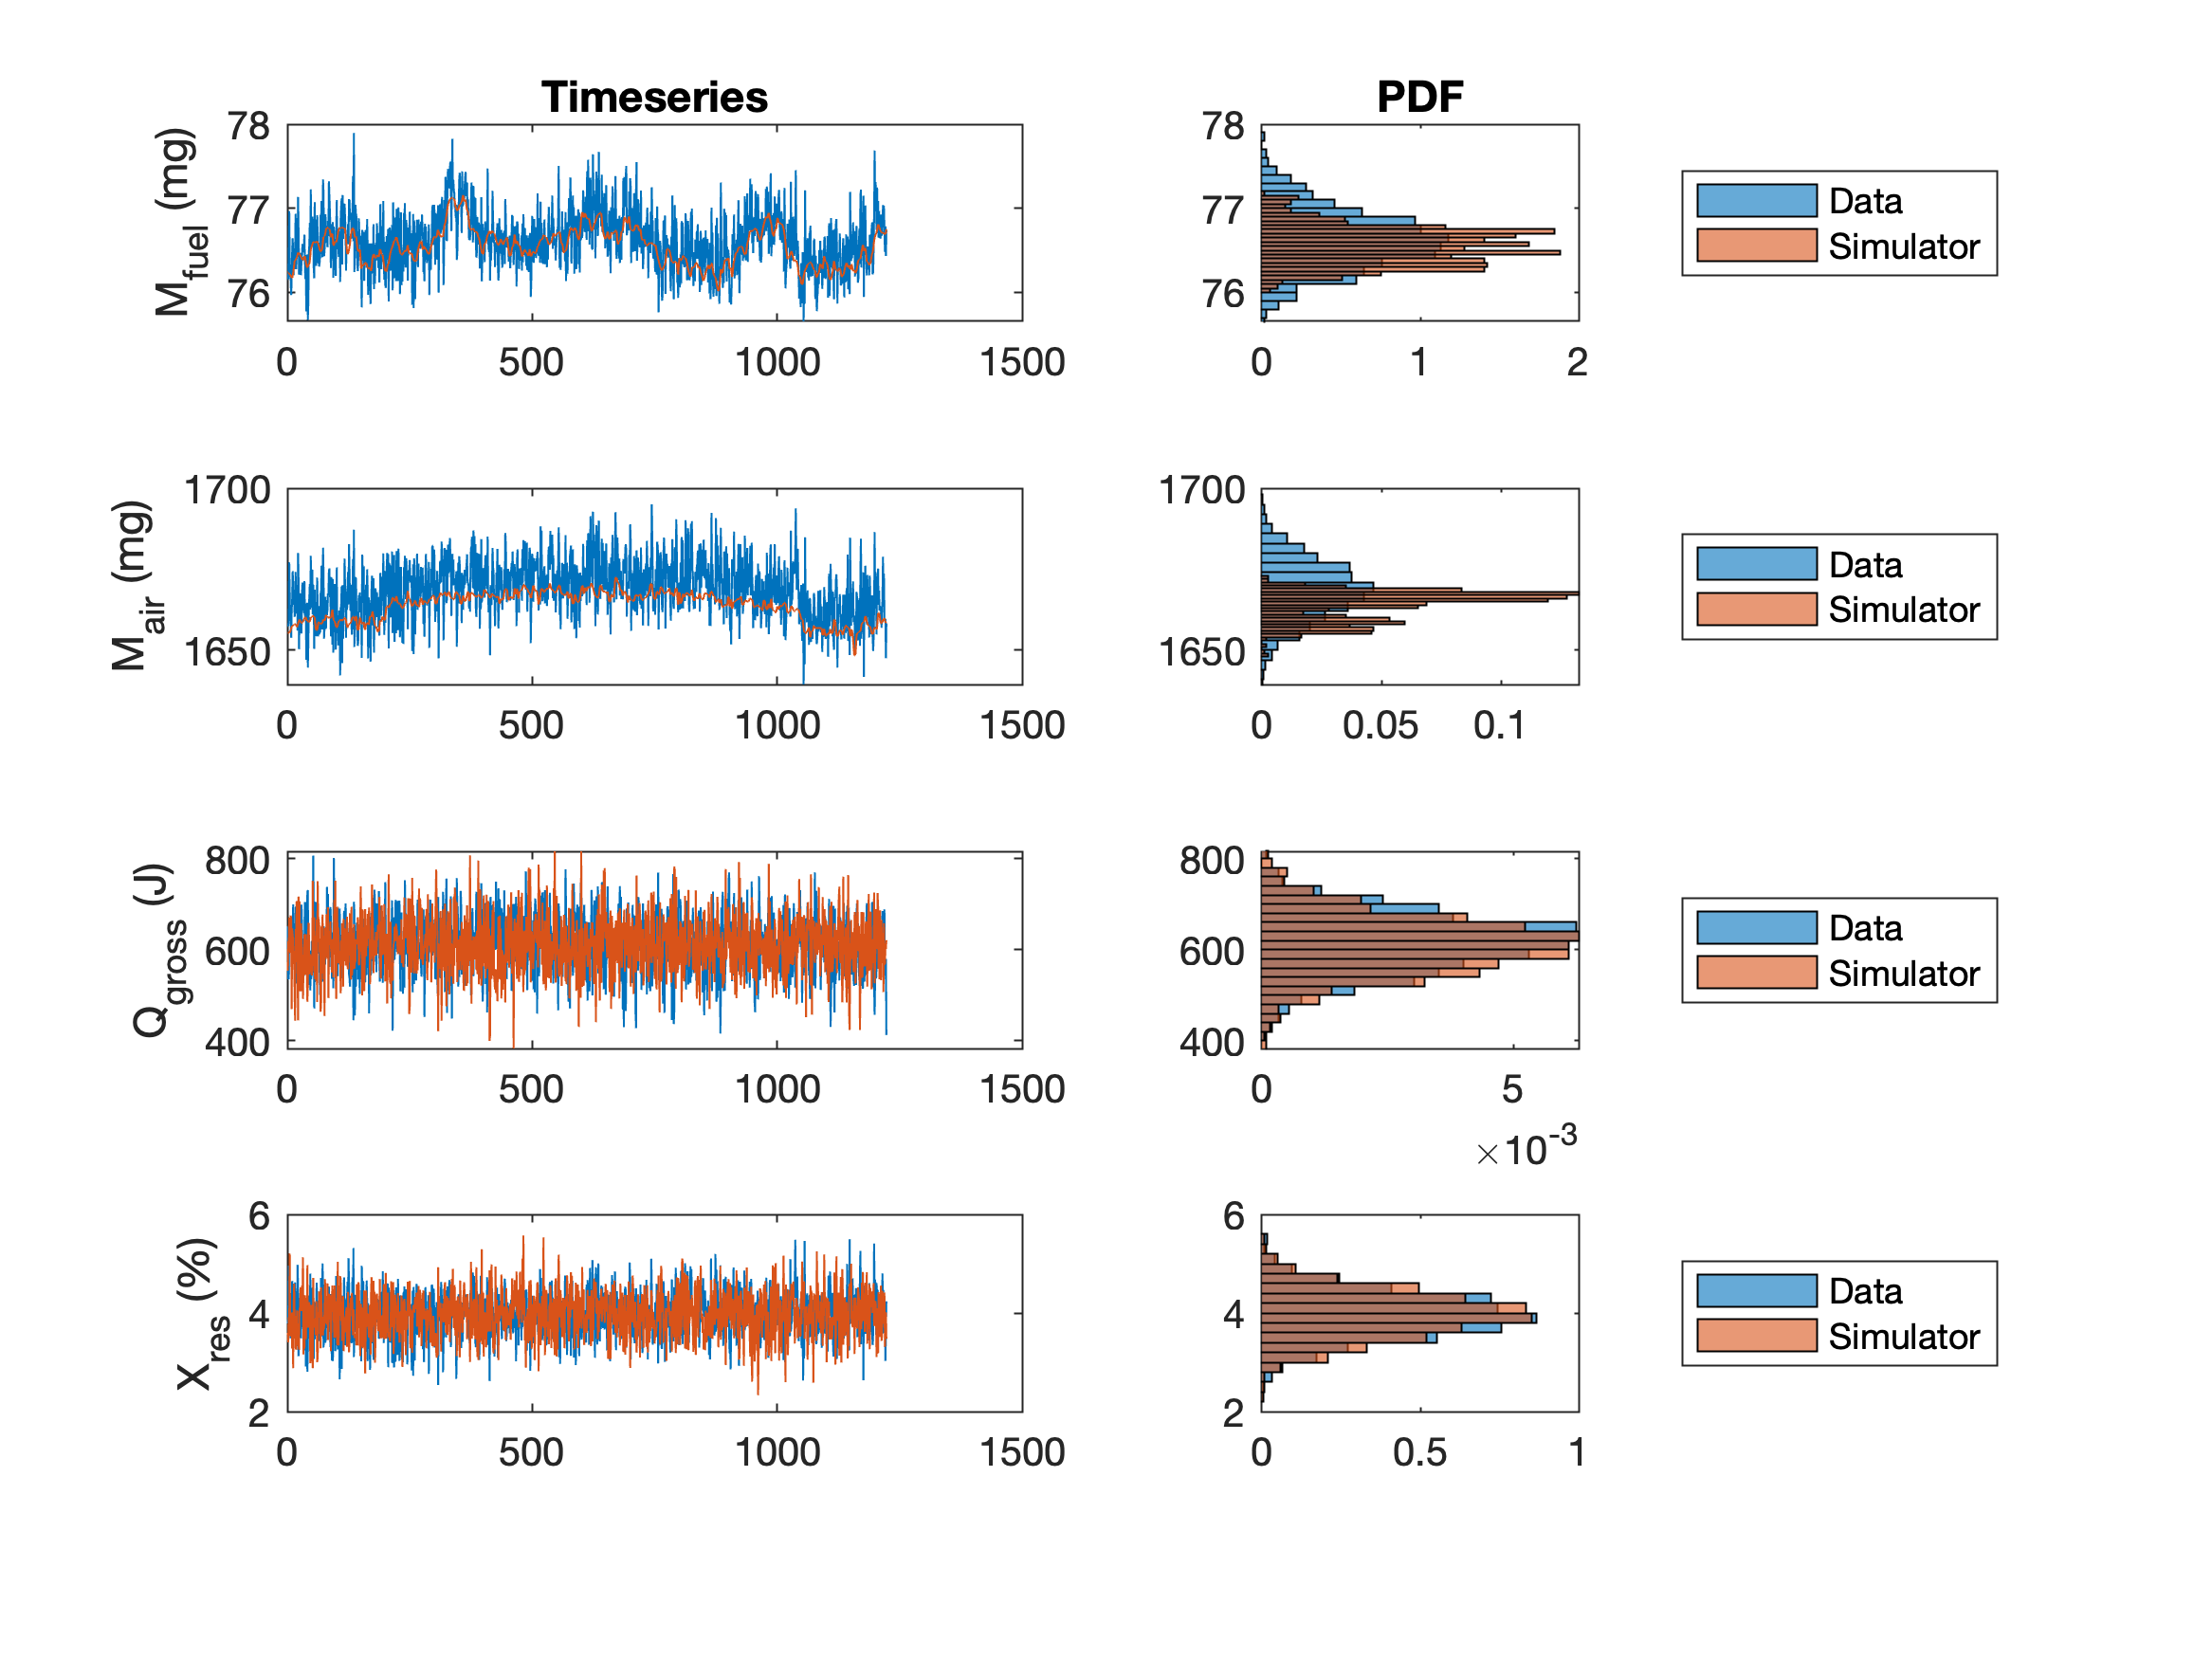 Timeseries
PDF
M_fuel (mg)
78
77
76
0 500 1000 1500
78
77
76
0 1 2
Data
Simulator
M_air (mg)
1700
1650
0 500 1000 1500
1700
1650
0 0.05 0.1
Data
Simulator
Q_gross (J)
800
600
400
0 500 1000 1500
800
600
400
0 5
×10^-3
Data
Simulator
X_res (%)
6
4
2
0 500 1000 1500
6
4
2
0 0.5 1
Data
Simulator